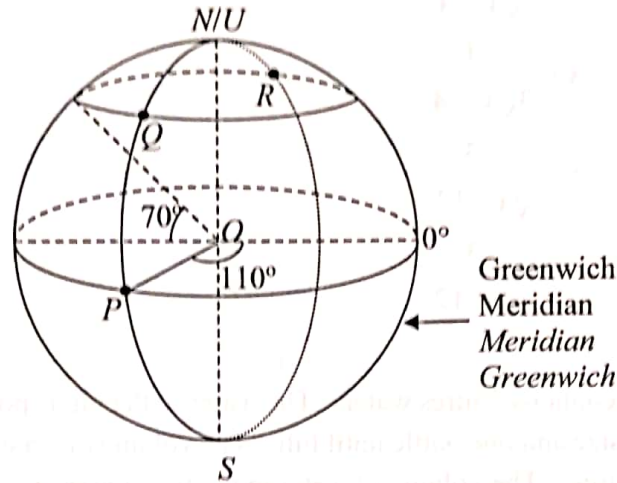 N/U
R
Q
70°
O
0°
110°
P
Greenwich
Meridian
Meridian
Greenwich
S